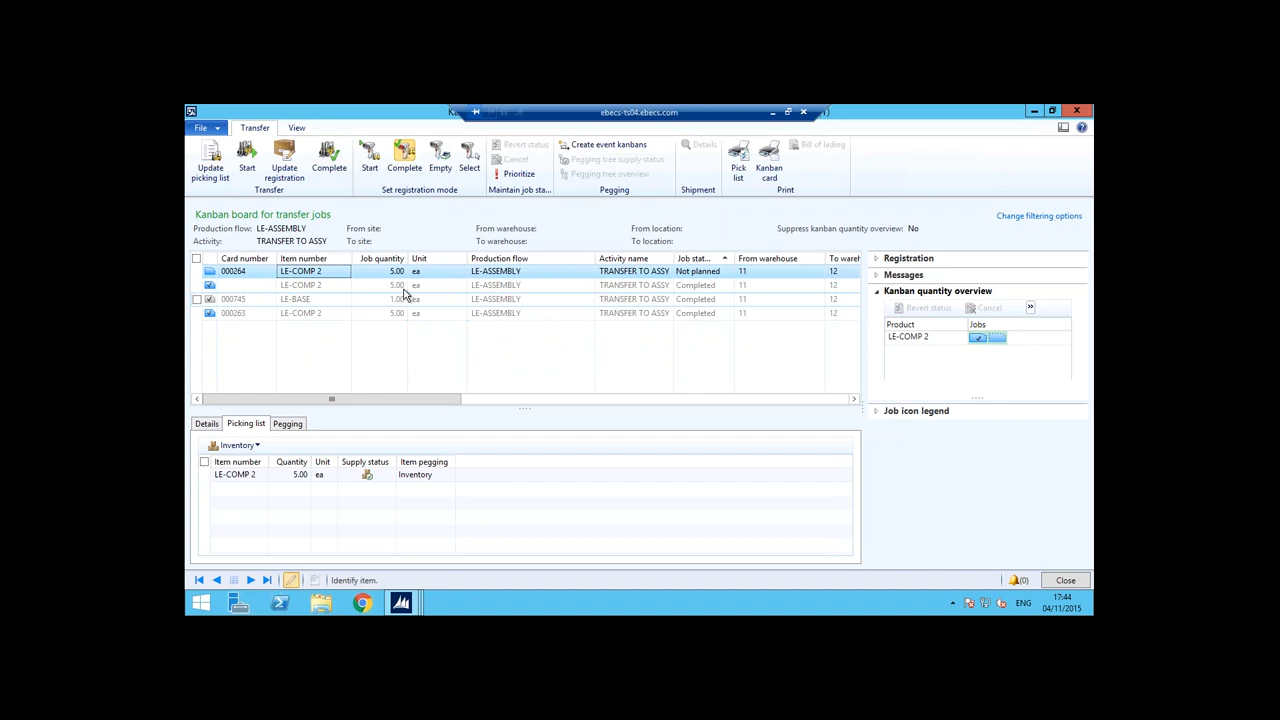 Ka
ebecs-ts04.ebecs.com
File
Transfer
View
Update picking list
Start
Update registration
Complete
Transfer
Start
Complete
Empty
Select
Set registration mode
Revert status
Cancel
Prioritize
Maintain job sta...
Create event kanbans
Pegging tree supply status
Pegging tree overview
Pegging
Details
Shipment
Pick list
Kanban card
Bill of lading
Print
Kanban board for transfer jobs
Change filtering options
Production flow: LE-ASSEMBLY From site: From warehouse: From location: Suppress kanban quantity overview: No
Activity: TRANSFER TO ASSY To site: To warehouse: To location:
Card number Item number Job quantity Unit Production flow Activity name Job stat... From warehouse To wareh
000264 LE-COMP 2 5.00 ea LE-ASSEMBLY TRANSFER TO ASSY Not planned 11 12
LE-COMP 2 5.00 ea LE-ASSEMBLY TRANSFER TO ASSY Completed 11 12
000745 LE-BASE 1.00 ea LE-ASSEMBLY TRANSFER TO ASSY Completed 11 12
000263 LE-COMP 2 5.00 ea LE-ASSEMBLY TRANSFER TO ASSY Completed 11 12
Registration
Messages
Kanban quantity overview
Revert status Cancel »
Product Jobs
LE-COMP 2
Job icon legend
Details Picking list Pegging
Inventory
Item number Quantity Unit Supply status Item pegging
LE-COMP 2 5.00 ea Inventory
Identify item.
(0)
Close
ENG
17:44
04/11/2015